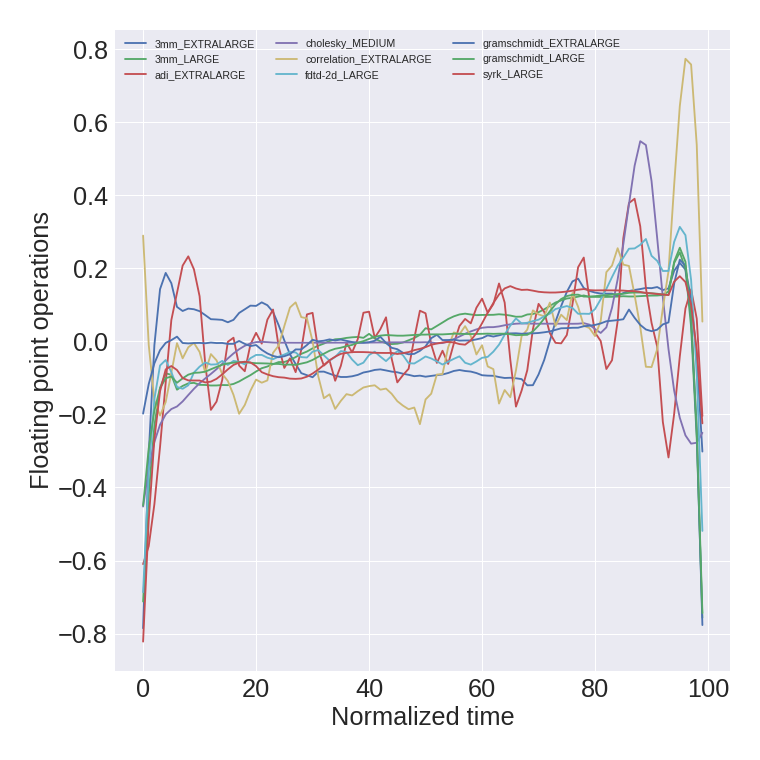 3mm_EXTRALARGE cholesky_MEDIUM gramschmidt_EXTRALARGE
3mm_LARGE correlation_EXTRALARGE gramschmidt_LARGE
adi_EXTRALARGE fdtd-2d_LARGE syrk_LARGE
0.8
0.6
0.4
0.2
0.0
−0.2
−0.4
−0.6
−0.8
Floating point operations
0 20 40 60 80 100
Normalized time